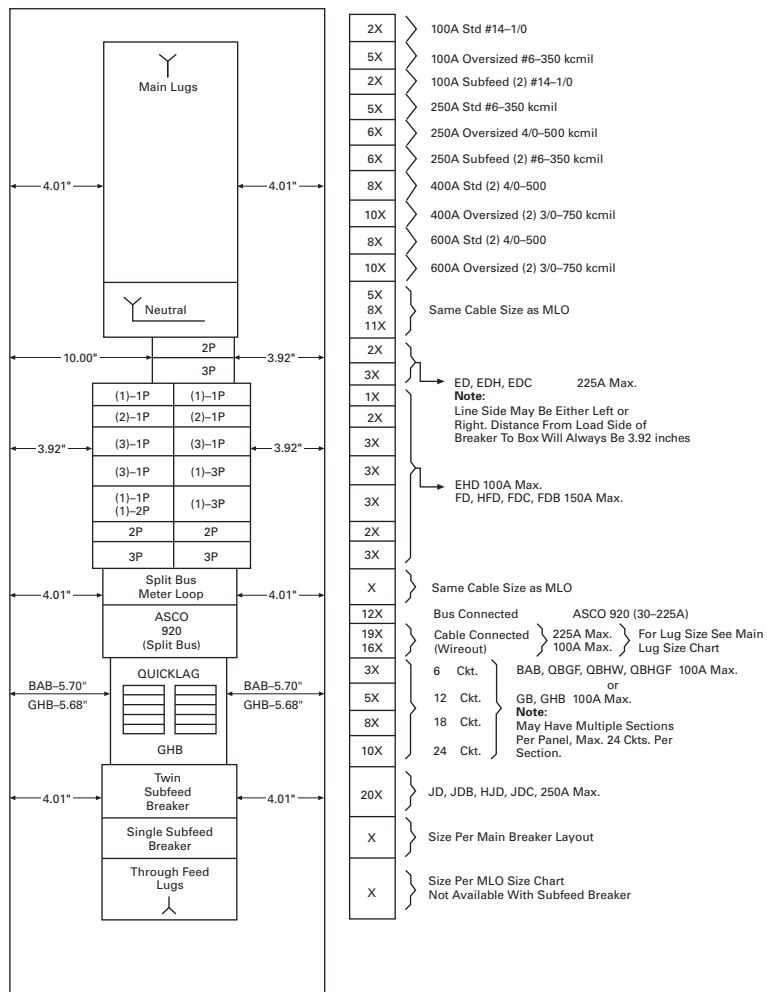 Main Lugs
4.01" 4.01"
Neutral
10.00" 2P 3.92"
3P
(1)–1P (1)–1P
(2)–1P (2)–1P
3.92" (3)–1P (3)–1P 3.92"
(3)–1P (1)–3P
(1)–1P
(1)–2P (1)–3P
2P 2P
3P 3P
Split Bus
Meter Loop
4.01" 4.01"
ASCO
920
(Split Bus)
QUICKLAG
BAB–5.70" BAB–5.70"
GHB–5.68" GHB–5.68"
GHB
Twin
Subfeed
Breaker
4.01" 4.01"
Single Subfeed
Breaker
Through Feed
Lugs
2X 100A Std #14–1/0
5X 100A Oversized #6–350 kcmil
2X 100A Subfeed (2) #14–1/0
5X 250A Std #6–350 kcmil
6X 250A Oversized 4/0–500 kcmil
6X 250A Subfeed (2) #6–350 kcmil
8X 400A Std (2) 4/0–500
10X 400A Oversized (2) 3/0–750 kcmil
8X 600A Std (2) 4/0–500
10X 600A Oversized (2) 3/0–750 kcmil
5X
8X Same Cable Size as MLO
11X
2X
3X
ED, EDH, EDC 225A Max.
Note:
Line Side May Be Either Left or
Right. Distance From Load Side of
Breaker To Box Will Always Be 3.92 inches
1X
2X
3X
3X
EHD 100A Max.
FD, HFD, FDC, FDB 150A Max.
3X
2X
3X
X Same Cable Size as MLO
12X Bus Connected ASCO 920 (30–225A)
19X Cable Connected 225A Max. For Lug Size See Main
16X (Wireout) 100A Max. Lug Size Chart
3X 6 Ckt. BAB, QBGF, QBHW, QBHGF 100A Max.
or
5X 12 Ckt. GB, GHB 100A Max.
Note:
8X 18 Ckt. May Have Multiple Sections
Per Panel, Max. 24 Ckts. Per
10X 24 Ckt. Section.
20X JD, JDB, HJD, JDC, 250A Max.
X Size Per Main Breaker Layout
X Size Per MLO Size Chart
Not Available With Subfeed Breaker